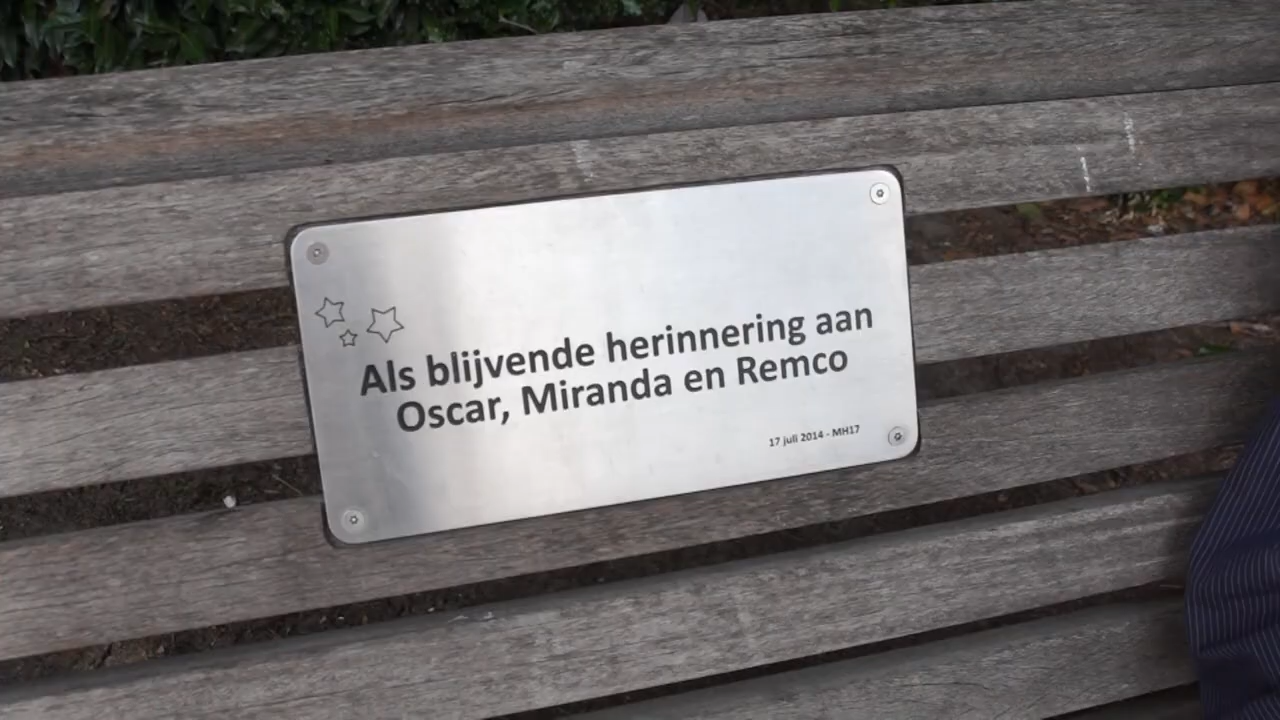 Als blijvende herinnering aan
Oscar, Miranda en Remco
17 juli 2014 - MH17